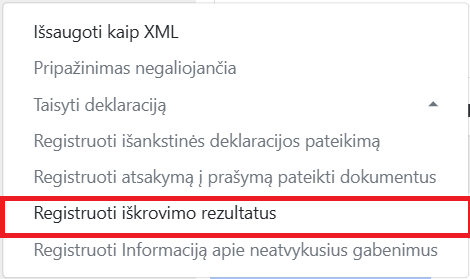 Išsaugoti kaip XML
Pripažinimas negaliojančia
Taisyti deklaraciją
Registruoti išankstinės deklaracijos pateikimą
Registruoti atsakymą į prašymą pateikti dokumentus
Registruoti iškrovimo rezultatus
Registruoti Informaciją apie neatvykusius gabenimus